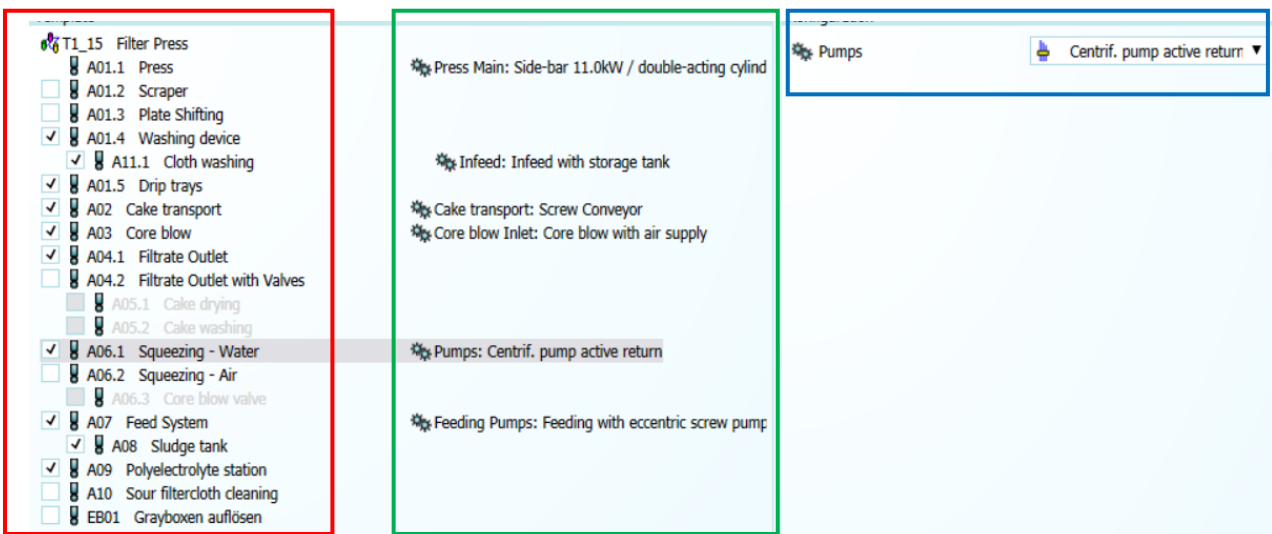 T1_15 Filter Press
A01.1 Press
Press Main: Side-bar 11.0kW / double-acting cylind
A01.2 Scraper
A01.3 Plate Shifting
A01.4 Washing device
A11.1 Cloth washing
Infeed: Infeed with storage tank
A01.5 Drip trays
A02 Cake transport
Cake transport: Screw Conveyor
A03 Core blow
Core blow Inlet: Core blow with air supply
A04.1 Filtrate Outlet
A04.2 Filtrate Outlet with Valves
A05.1 Cake drying
A05.2 Cake washing
A06.1 Squeezing - Water
Pumps: Centrif. pump active return
A06.2 Squeezing - Air
A06.3 Core blow valve
A07 Feed System
Feeding Pumps: Feeding with eccentric screw pump
A08 Sludge tank
A09 Polyelectrolyte station
A10 Sour filtercloth cleaning
EB01 Grayboxen auflösen
Pumps
Centrif. pump active return